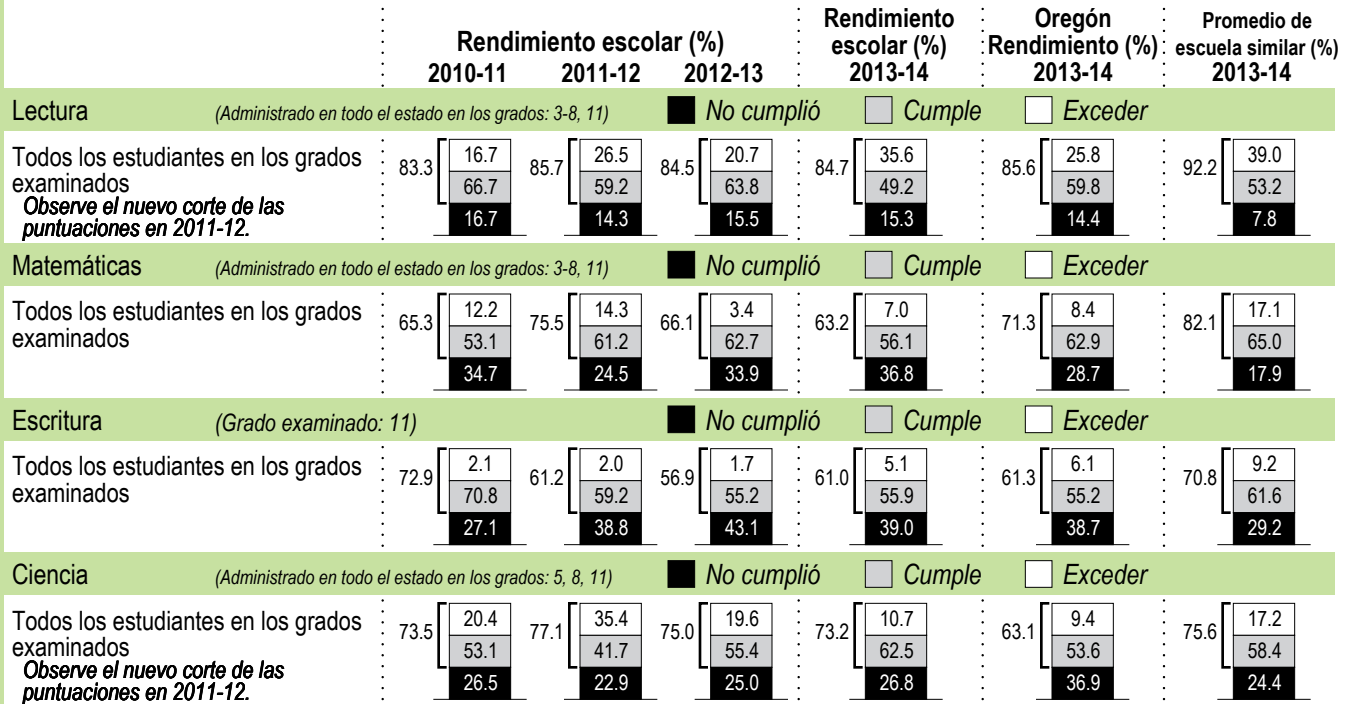 Rendimiento escolar (%)
2010-11 2011-12 2012-13
Rendimiento
escolar (%)
2013-14
Oregón
Rendimiento (%)
2013-14
Promedio de
escuela similar (%)
2013-14
Lectura (Administrado en todo el estado en los grados: 3-8, 11) No cumplió Cumple Exceder
Todos los estudiantes en los grados
examinados
Observe el nuevo corte de las
puntuaciones en 2011-12.
83.3 16.7 66.7 16.7
85.7 26.5 59.2 14.3
84.5 20.7 63.8 15.5
84.7 35.6 49.2 15.3
85.6 25.8 59.8 14.4
92.2 39.0 53.2 7.8
Matemáticas (Administrado en todo el estado en los grados: 3-8, 11) No cumplió Cumple Exceder
Todos los estudiantes en los grados
examinados
65.3 12.2 53.1 34.7
75.5 14.3 61.2 24.5
66.1 3.4 62.7 33.9
63.2 7.0 56.1 36.8
71.3 8.4 62.9 28.7
82.1 17.1 65.0 17.9
Escritura (Grado examinado: 11) No cumplió Cumple Exceder
Todos los estudiantes en los grados
examinados
72.9 2.1 70.8 27.1
61.2 2.0 59.2 38.8
56.9 1.7 55.2 43.1
61.0 5.1 55.9 39.0
61.3 6.1 55.2 38.7
70.8 9.2 61.6 29.2
Ciencia (Administrado en todo el estado en los grados: 5, 8, 11) No cumplió Cumple Exceder
Todos los estudiantes en los grados
examinados
Observe el nuevo corte de las
puntuaciones en 2011-12.
73.5 20.4 53.1 26.5
77.1 35.4 41.7 22.9
75.0 19.6 55.4 25.0
73.2 10.7 62.5 26.8
63.1 9.4 53.6 36.9
75.6 17.2 58.4 24.4